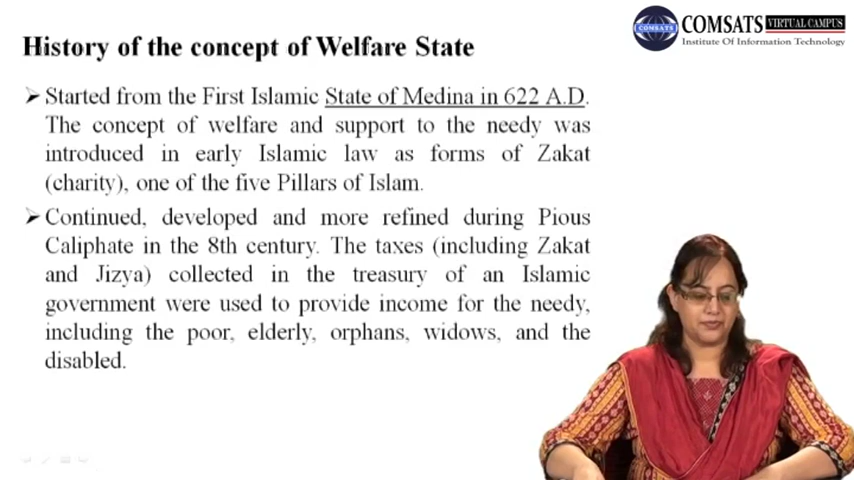 COMSATS VIRTUAL CAMPUS
COMSATS
Institute Of Information Technology
History of the concept of Welfare State
➢ Started from the First Islamic State of Medina in 622 A.D.
The concept of welfare and support to the needy was
introduced in early Islamic law as forms of Zakat
(charity), one of the five Pillars of Islam.
➢ Continued, developed and more refined during Pious
Caliphate in the 8th century. The taxes (including Zakat
and Jizya) collected in the treasury of an Islamic
government were used to provide income for the needy,
including the poor, elderly, orphans, widows, and the
disabled.